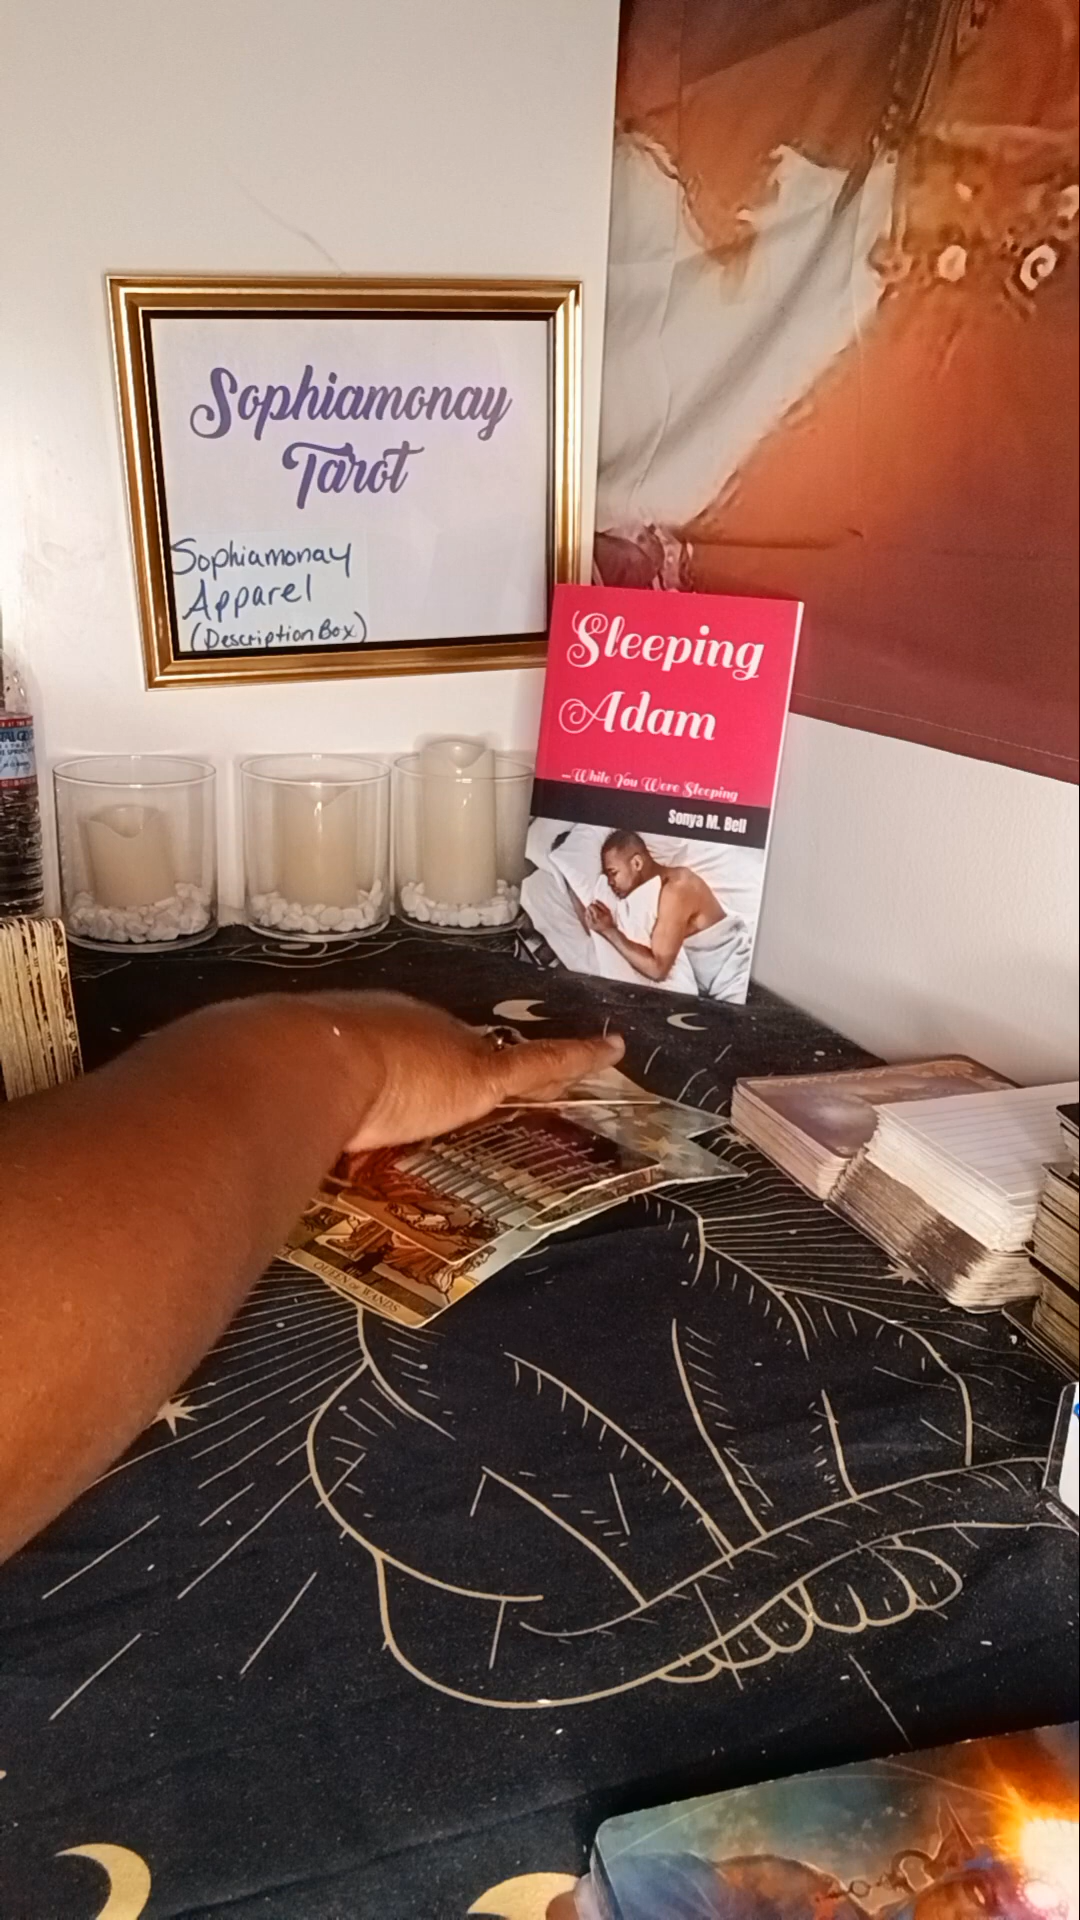 Sophiamonay
Tarot
Sophiamonay
Apparel
(Description Box)
Sleeping
Adam
...While You Were Sleeping
Sonya M. Bell
QUEEN OF WANDS